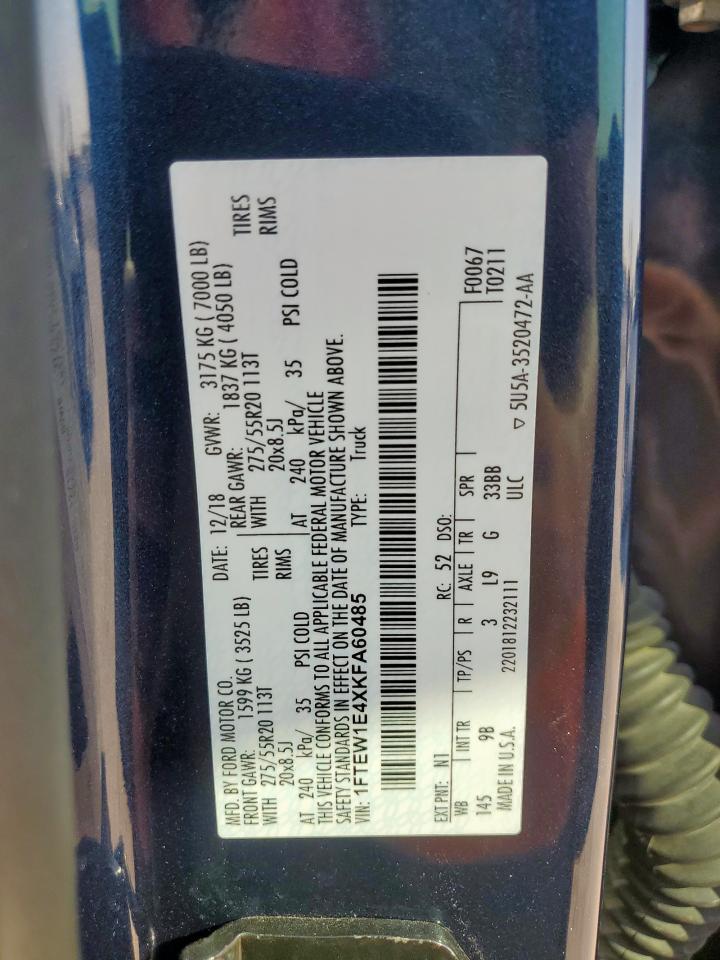 MFD. BY FORD MOTOR CO. DATE: 12/18 GVWR: 3175 KG ( 7000 LB)
FRONT GAWR: 1599 KG ( 3525 LB) REAR GAWR: 1837 KG ( 4050 LB)
WITH 275/55R20 113T TIRES WITH 275/55R20 113T TIRES
20x8.5J RIMS 20x8.5J RIMS
AT 240 kPa/ 35 PSI COLD AT 240 kPa/ 35 PSI COLD
THIS VEHICLE CONFORMS TO ALL APPLICABLE FEDERAL MOTOR VEHICLE
SAFETY STANDARDS IN EFFECT ON THE DATE OF MANUFACTURE SHOWN ABOVE.
VIN: 1FTEW1E4XKFA60485 TYPE: Truck
EXT PNT: N1 RC: 52 DSO:
WB INT TR TP/PS R AXLE TR SPR F0067
145 9B 3 L9 G 33BB T0211
MADE IN U.S.A. 2201812232111 ULC ▽ 5U5A-3520472-AA